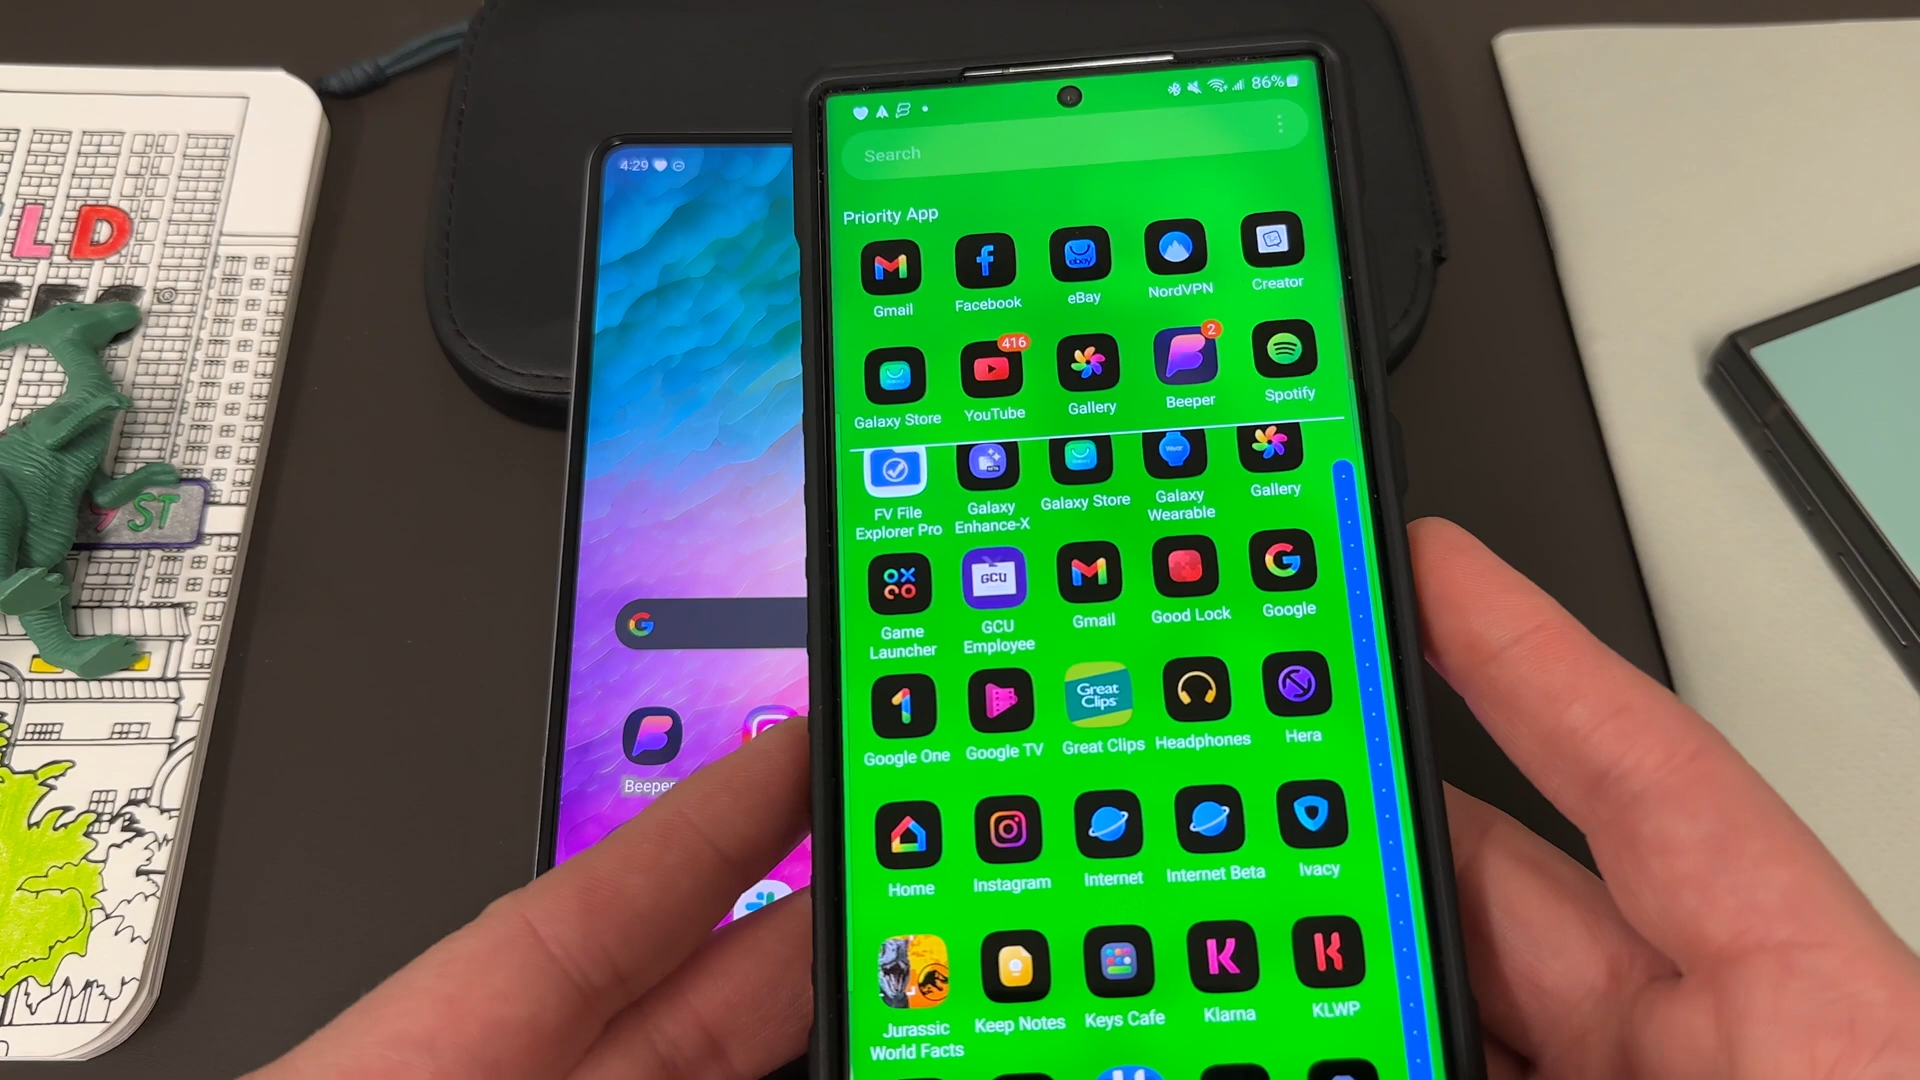 LD
ST
4:29
86%
Search
Priority App
Gmail
Facebook
eBay
NordVPN
Creator
ebay
416
2
Galaxy Store
YouTube
Gallery
Beeper
Spotify
FV File
Explorer Pro
Galaxy
Enhance-X
Galaxy Store
Galaxy
Wearable
Gallery
GCU
Game
Launcher
GCU
Employee
Gmail
Good Lock
Google
Great
Clips
Google One
Google TV
Great Clips
Headphones
Hera
Beeper
Home
Instagram
Internet
Internet Beta
Ivacy
Jurassic
World Facts
Keep Notes
Keys Cafe
Klarna
KLWP